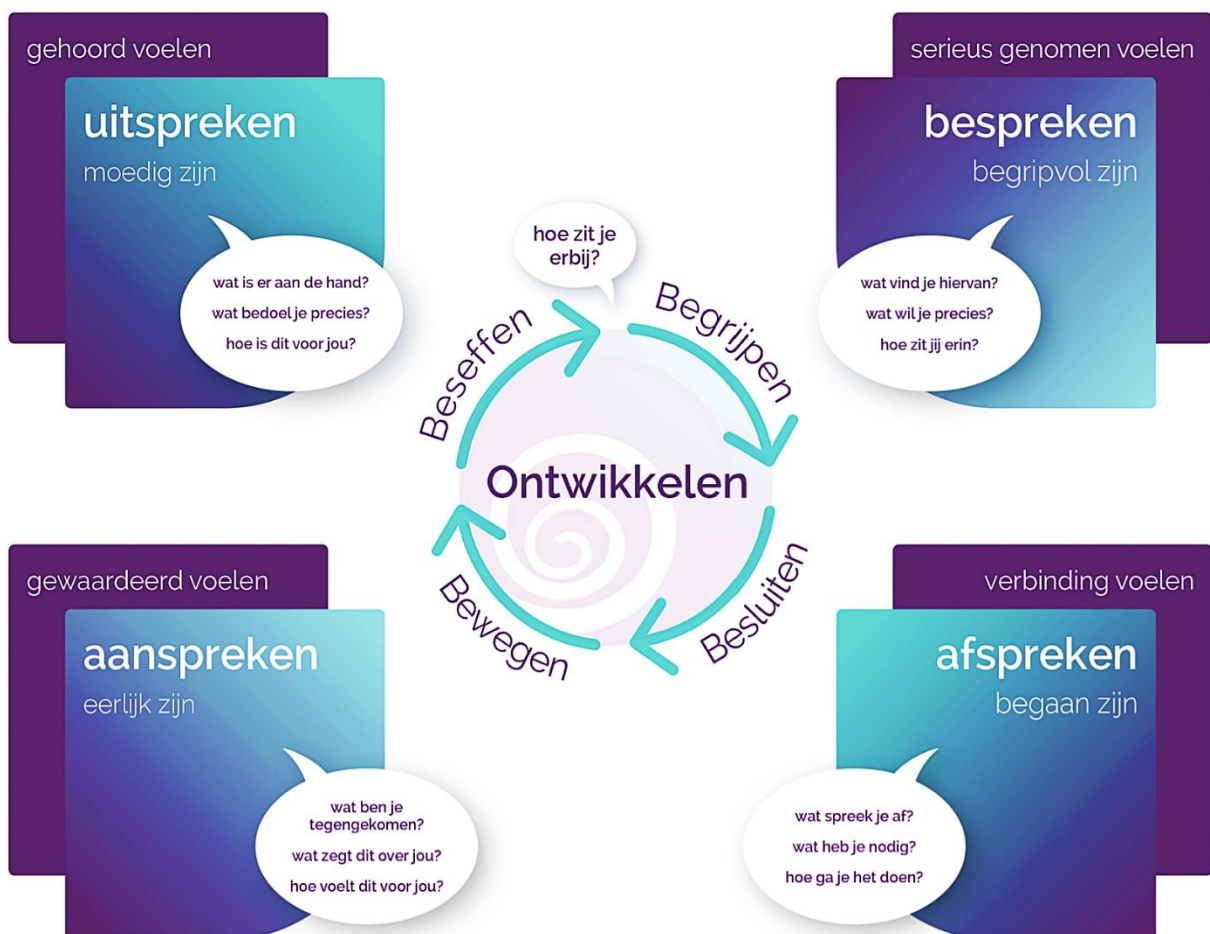 gehoord voelen
uitspreken
moedig zijn
wat is er aan de hand?
wat bedoel je precies?
hoe is dit voor jou?
serieus genomen voelen
bespreken
begripvol zijn
wat vind je hiervan?
wat wil je precies?
hoe zit jij erin?
hoe zit je
erbij?
Beseffen
Begrijpen
Ontwikkelen
Bewegen
Besluiten
gewaardeerd voelen
aanspreken
eerlijk zijn
wat ben je
tegengekomen?
wat zegt dit over jou?
hoe voelt dit voor jou?
verbinding voelen
afspreken
begaan zijn
wat spreek je af?
wat heb je nodig?
hoe ga je het doen?